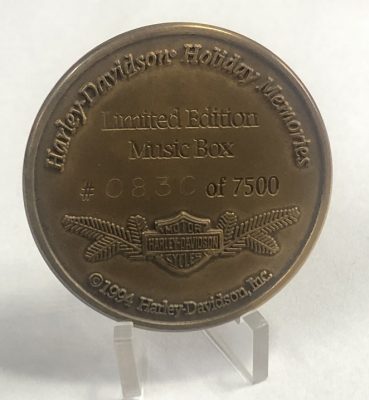 Harley-Davidson® Holiday Memories
Limited Edition
Music Box
# 0830 of 7500
MOTOR
HARLEY-DAVIDSON
CYCLES
©1994 Harley-Davidson, Inc.